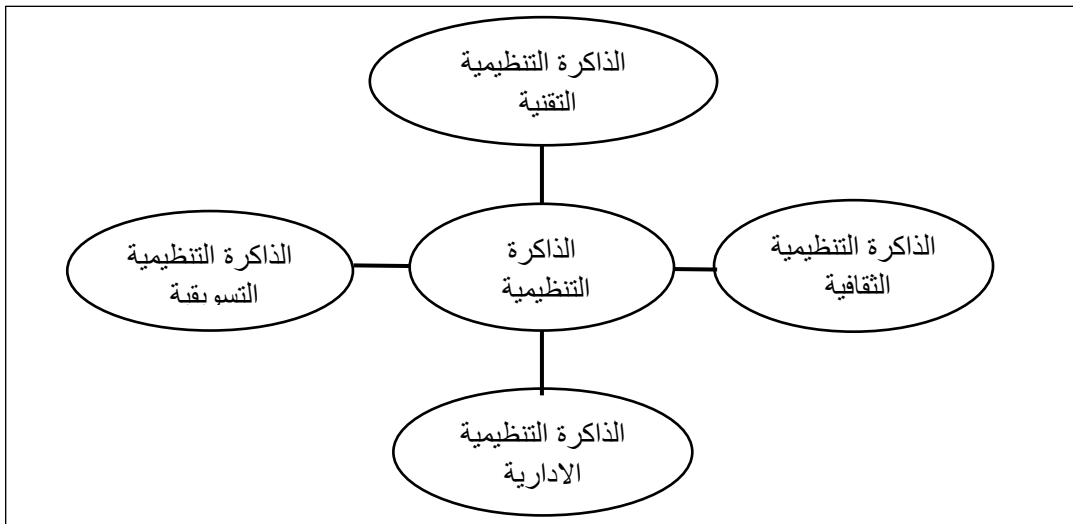 الذاكرة التنظيمية
التقنية
الذاكرة التنظيمية
الثقافية
الذاكرة
التنظيمية
الذاكرة التنظيمية
التسويقية
الذاكرة التنظيمية
الادارية